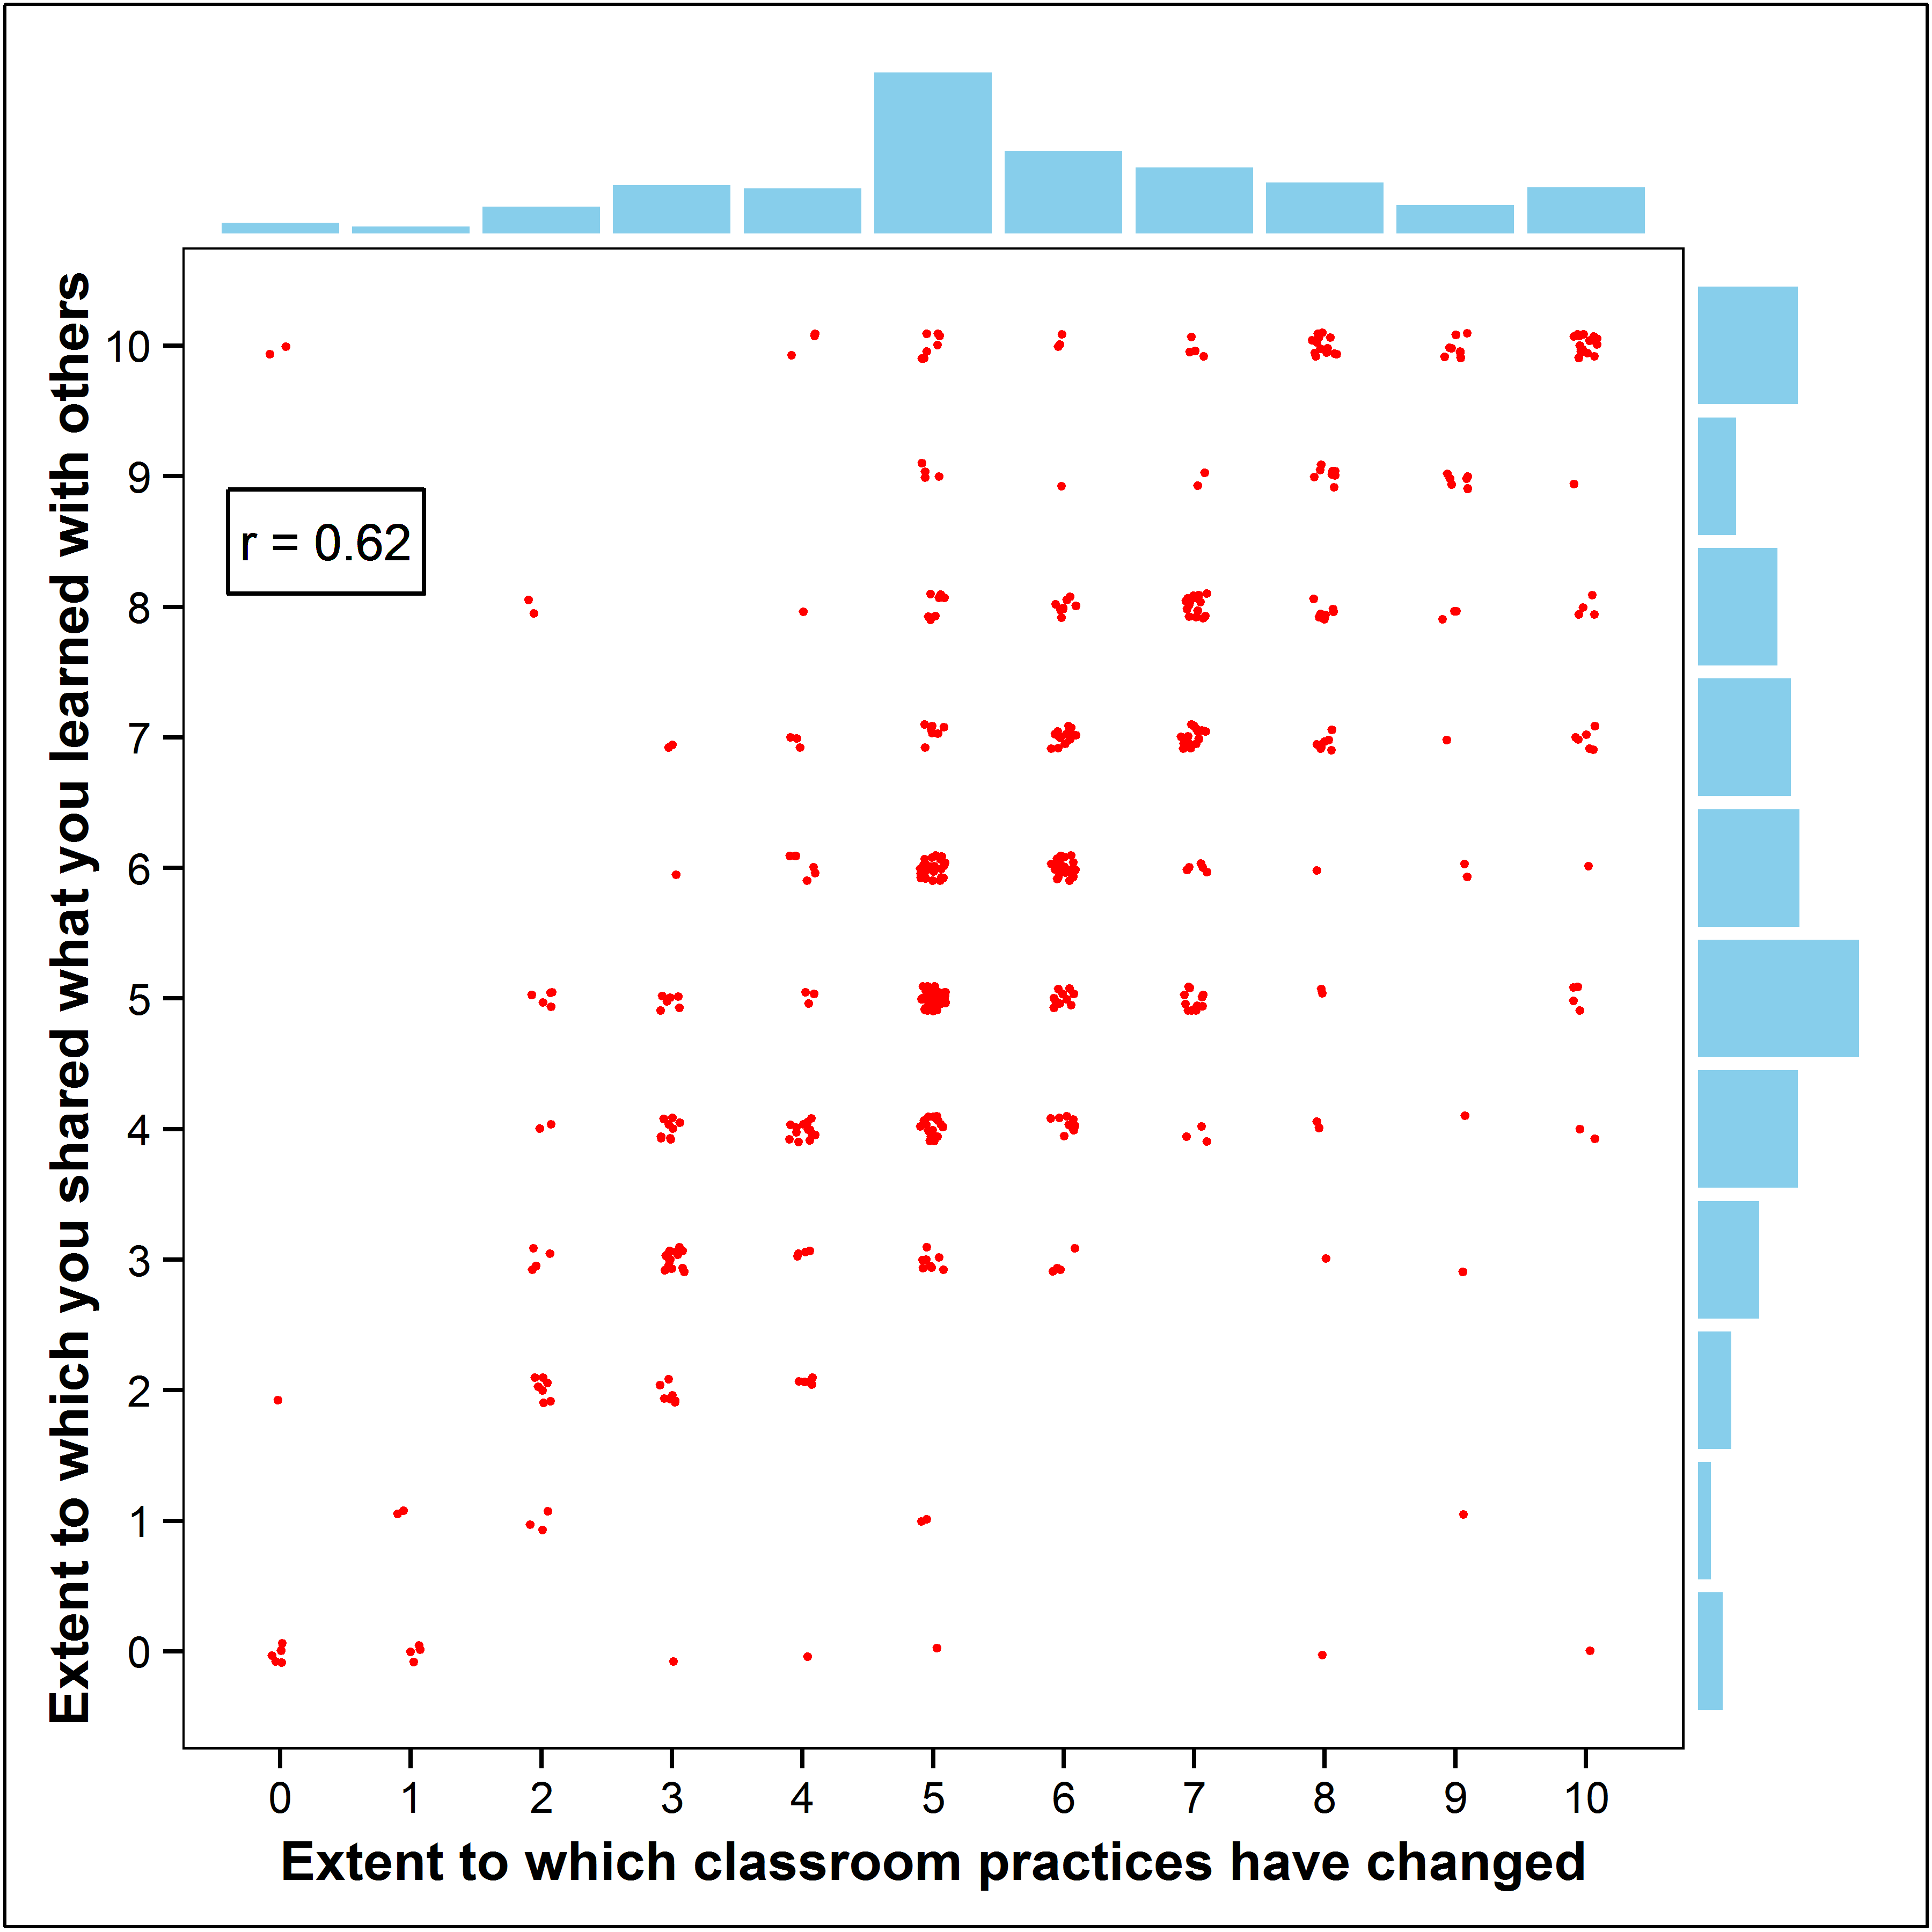 Extent to which you shared what you learned with others
10
9
8
7
6
5
4
3
2
1
0
r = 0.62
0 1 2 3 4 5 6 7 8 9 10
Extent to which classroom practices have changed